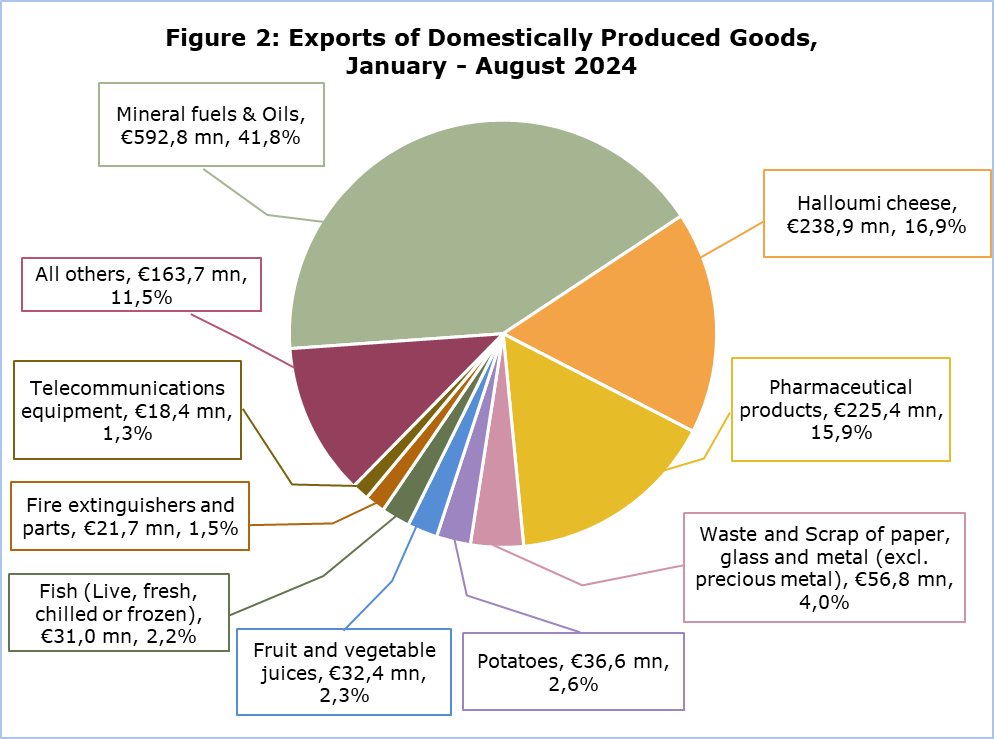 Figure 2: Exports of Domestically Produced Goods,
January - August 2024
Mineral fuels & Oils,
€592,8 mn, 41,8%
Halloumi cheese,
€238,9 mn, 16,9%
All others, €163,7 mn,
11,5%
Telecommunications
equipment, €18,4 mn,
1,3%
Pharmaceutical
products, €225,4 mn,
15,9%
Fire extinguishers and
parts, €21,7 mn, 1,5%
Waste and Scrap of paper,
glass and metal (excl.
precious metal), €56,8 mn,
4,0%
Fish (Live, fresh,
chilled or frozen),
€31,0 mn, 2,2%
Fruit and vegetable
juices, €32,4 mn,
2,3%
Potatoes, €36,6 mn,
2,6%